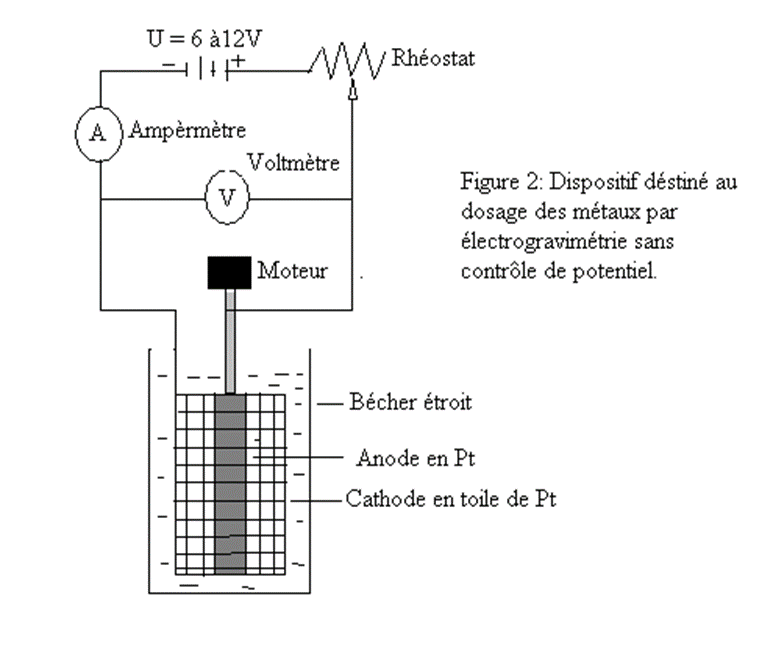 U = 6 à12V
− +
Rhéostat
A
Ampèrmètre
Voltmètre
V
Figure 2: Dispositif déstiné au
dosage des métaux par
électrogravimétrie sans
contrôle de potentiel.
Moteur
Bécher étroit
Anode en Pt
Cathode en toile de Pt